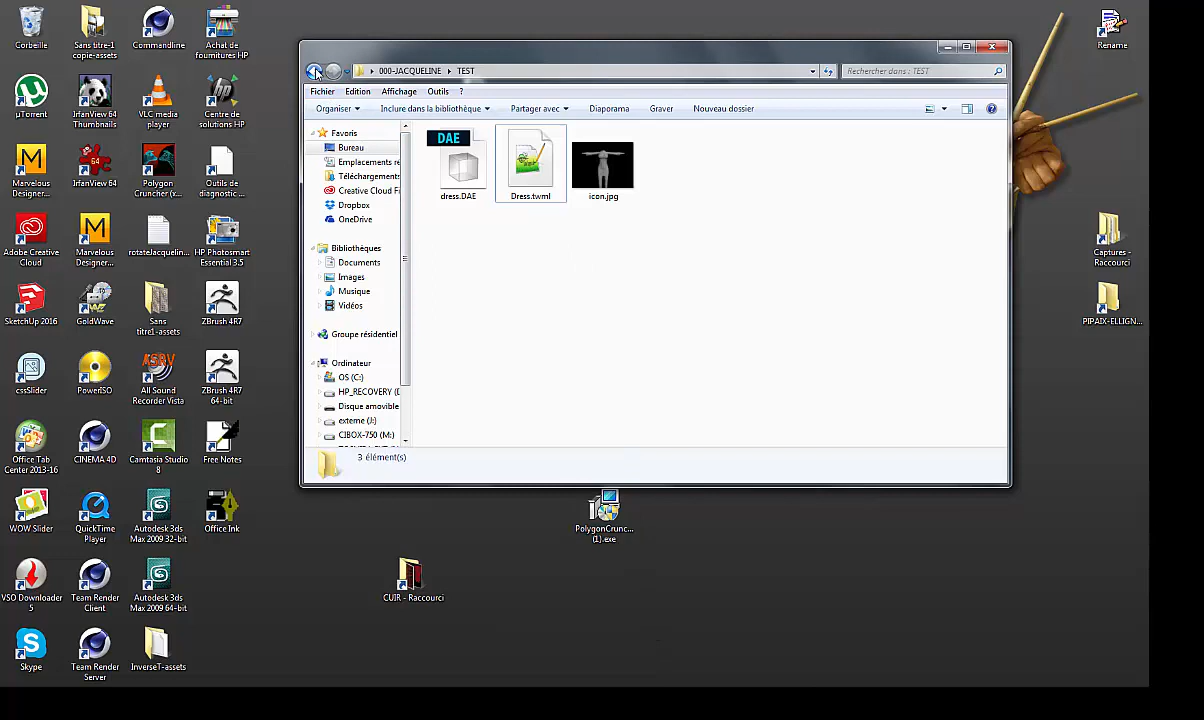 Corbeille
Sans titre-1
copie-assets
Commandline
Achat de
fournitures HP
µTorrent
IrfanView 64
Thumbnails
VLC media
player
Centre de
solutions HP
Marvelous
Designer...
64
IrfanView 64
Polygon
Cruncher (x...
Outils de
diagnostic ...
Adobe Creative
Cloud
Marvelous
Designer...
rotateJacquelin...
HP Photosmart
Essential 3.5
SketchUp 2016
GoldWave
Sans
titre1-assets
ZBrush 4R7
cssSlider
PowerISO
ASRV
All Sound
Recorder Vista
ZBrush 4R7
64-bit
Office Tab
Center 2013-16
CINEMA 4D
Camtasia Studio
8
Free Notes
WOW Slider
QuickTime
Player
Autodesk 3ds
Max 2009 32-bit
Office Ink
VSO Downloader
5
Team Render
Client
Autodesk 3ds
Max 2009 64-bit
Skype
Team Render
Server
InverseT-assets
000-JACQUELINE
TEST
Rechercher dans : TEST
Fichier Edition Affichage Outils ?
Organiser Inclure dans la bibliothèque Partager avec Diaporama Graver Nouveau dossier
Favoris
Bureau
Emplacements ré
Téléchargements
Creative Cloud Fi
Dropbox
OneDrive
Bibliothèques
Documents
Images
Musique
Vidéos
Groupe résidentiel
Ordinateur
OS (C:)
HP_RECOVERY (D
Disque amovible
externe (J:)
CIBOX-750 (M:)
DAE
dress.DAE
Dress.twml
icon.jpg
3 élément(s)
PolygonCrunc...
(1).exe
CUIR - Raccourci
Rename
Captures -
Raccourci
PIPAIX-ELLIGN...